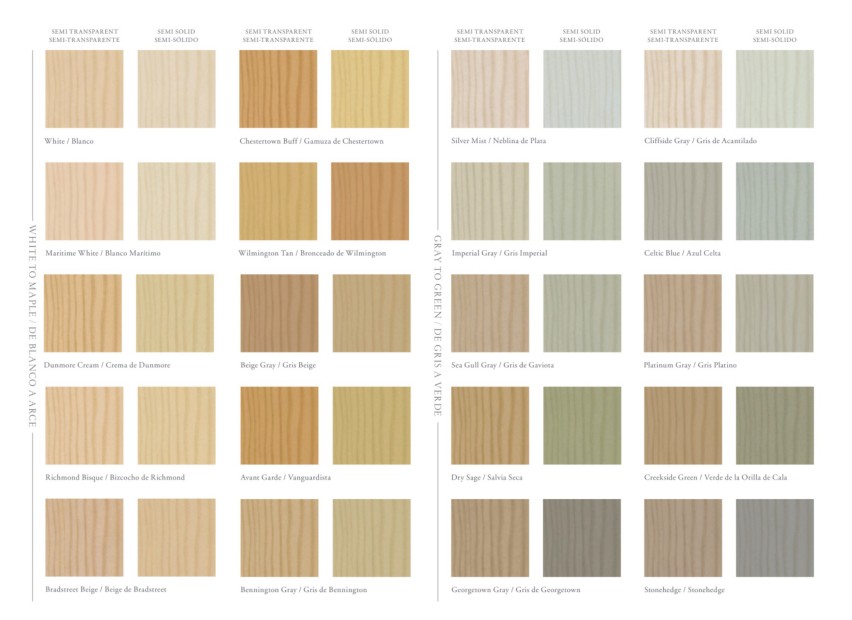 SEMI TRANSPARENT
SEMI-TRANSPARENTE
SEMI SOLID
SEMI-SÓLIDO
SEMI TRANSPARENT
SEMI-TRANSPARENTE
SEMI SOLID
SEMI-SÓLIDO
SEMI TRANSPARENT
SEMI-TRANSPARENTE
SEMI SOLID
SEMI-SÓLIDO
SEMI TRANSPARENT
SEMI-TRANSPARENTE
SEMI SOLID
SEMI-SÓLIDO
WHITE TO MAPLE / DE BLANCO A ARCE
White / Blanco
Chestertown Buff / Gamuza de Chestertown
Maritime White / Blanco Marítimo
Wilmington Tan / Bronceado de Wilmington
Dunmore Cream / Crema de Dunmore
Beige Gray / Gris Beige
Richmond Bisque / Bizcocho de Richmond
Avant Garde / Vanguardista
Bradstreet Beige / Beige de Bradstreet
Bennington Gray / Gris de Bennington
GRAY TO GREEN / DE GRIS A VERDE
Silver Mist / Neblina de Plata
Cliffside Gray / Gris de Acantilado
Imperial Gray / Gris Imperial
Celtic Blue / Azul Celta
Sea Gull Gray / Gris de Gaviota
Platinum Gray / Gris Platino
Dry Sage / Salvia Seca
Creekside Green / Verde de la Orilla de Cala
Georgetown Gray / Gris de Georgetown
Stonehedge / Stonehedge